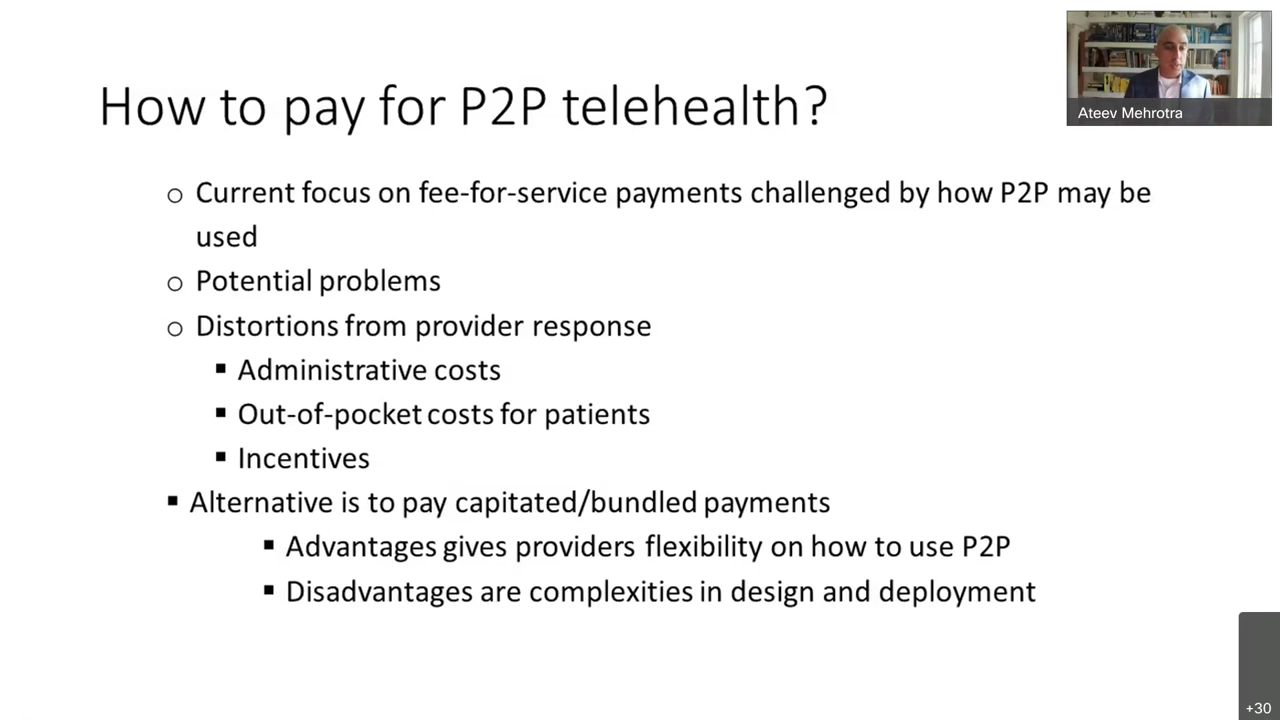 Ateev Mehrotra
How to pay for P2P telehealth?
o Current focus on fee-for-service payments challenged by how P2P may be
used
o Potential problems
o Distortions from provider response
▪ Administrative costs
▪ Out-of-pocket costs for patients
▪ Incentives
▪ Alternative is to pay capitated/bundled payments
▪ Advantages gives providers flexibility on how to use P2P
▪ Disadvantages are complexities in design and deployment
+30